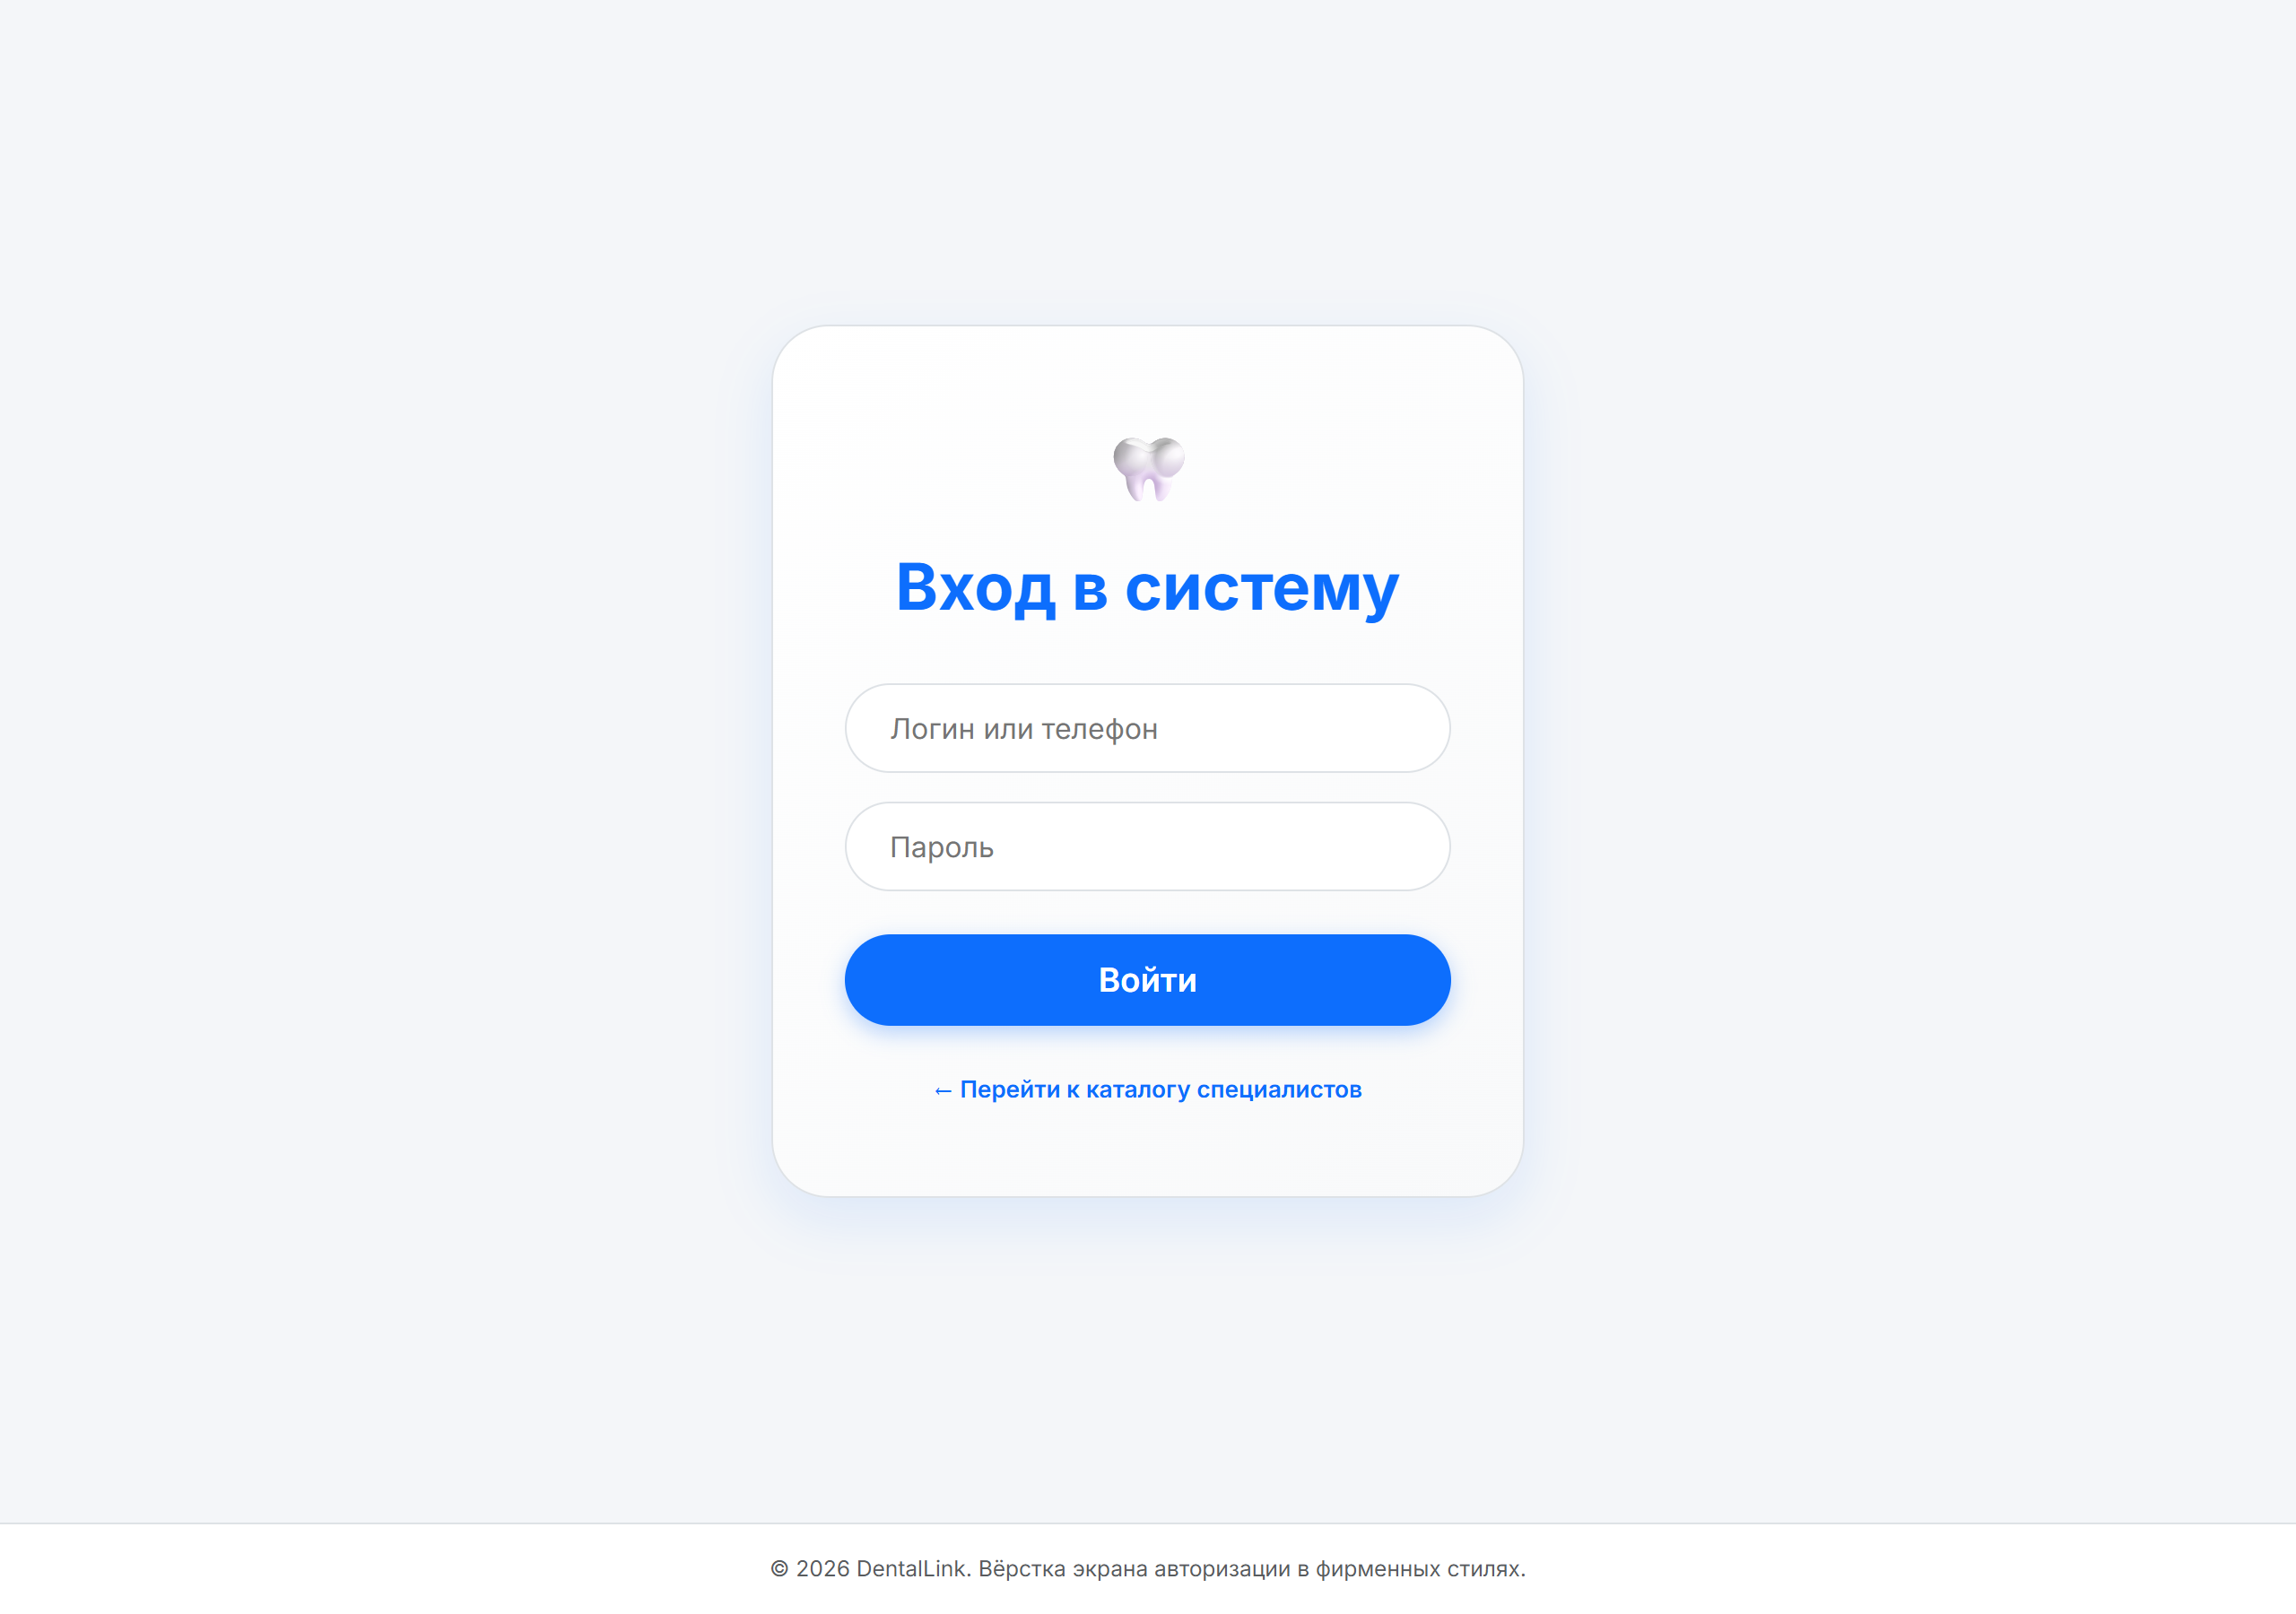 Вход в систему
Логин или телефон
Пароль
Войти
← Перейти к каталогу специалистов
© 2026 DentalLink. Вёрстка экрана авторизации в фирменных стилях.